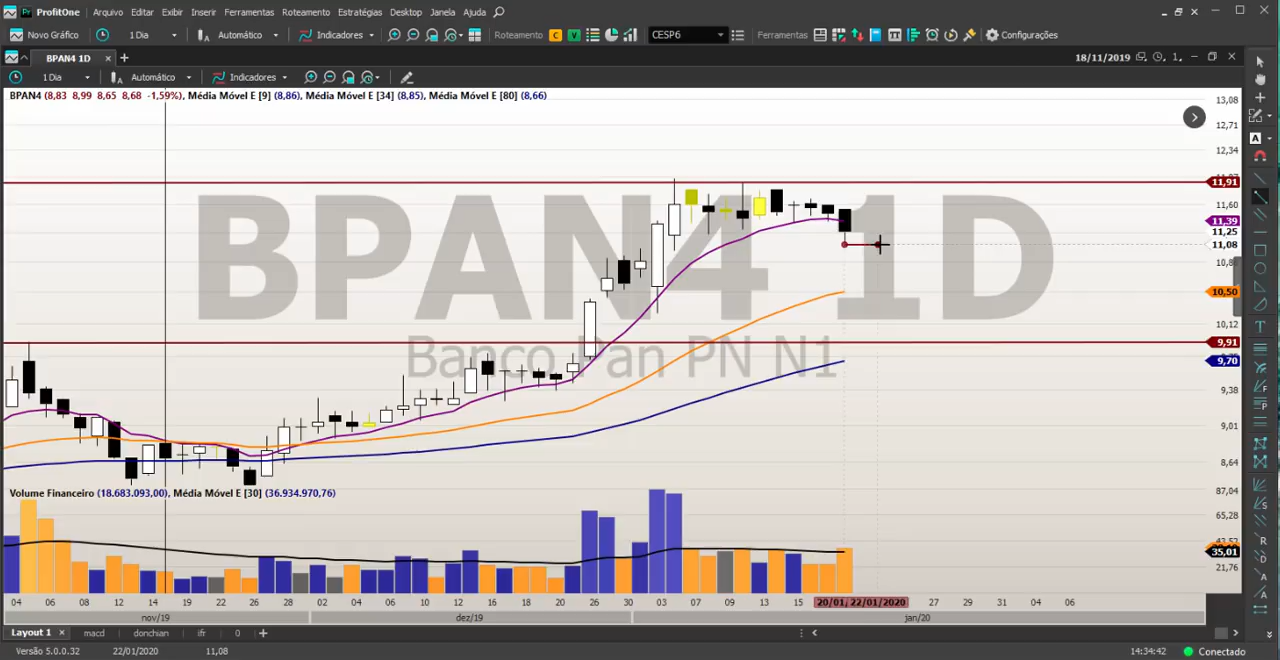 ProfitOne Arquivo Editar Exibir Inserir Ferramentas Roteamento Estratégias Desktop Janela Ajuda
Novo Gráfico 1 Dia Automático Indicadores Roteamento C V CESP6 Ferramentas Configurações
BPAN4 1D 18/11/2019 1
1 Dia Automático Indicadores
BPAN4 (8,83 8,99 8,65 8,68 -1,59%), Média Móvel E [9] (8,86), Média Móvel E [34] (8,85), Média Móvel E [80] (8,66)
13,08
12,71
12,34
11,91
11,60
11,39
11,25
11,08
BPAN4 1D
10,50
10,12
Banco Pan PN N1
9,91
9,70
9,38
9,01
8,64
Volume Financeiro (18.683.093,00), Média Móvel E [30] (36.934.970,76)
87,04
65,28
35,01
21,76
04 06 08 12 14 19 22 26 28 02 04 06 10 12 16 18 20 26 30 03 07 09 13 15 20/01/ 22/01/2020 27 29 31 04 06
nov/19 dez/19 jan/20
Layout 1 macd donchian ifr 0
Versão 5.0.0.32 22/01/2020 11,08 14:34:42 Conectado